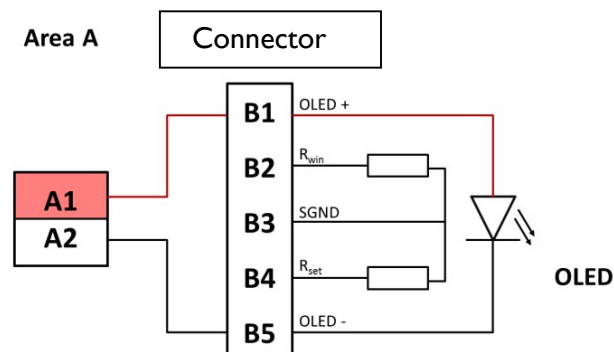 Area A
Connector
B1
OLED +
B2
Rwin
A1
B3
SGND
A2
B4
Rset
OLED
B5
OLED -